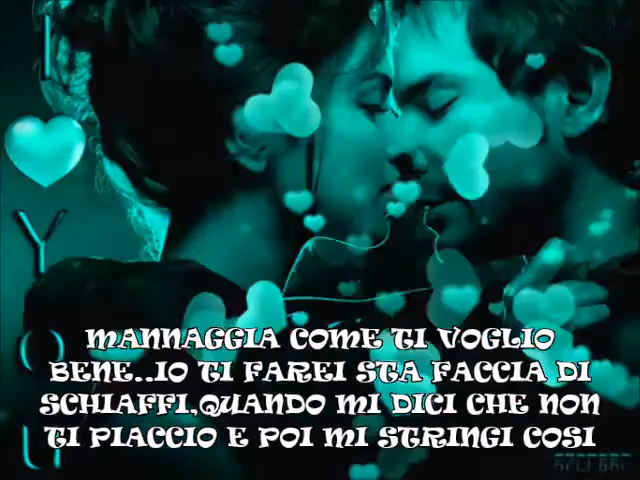 I
Y
O
U
MANNAGGIA COME TI VOGLIO
BENE..IO TI FAREI STA FACCIA DI
SCHIAFFI,QUANDO MI DICI CHE NON
TI PIACCIO E POI MI STRINGI COSI